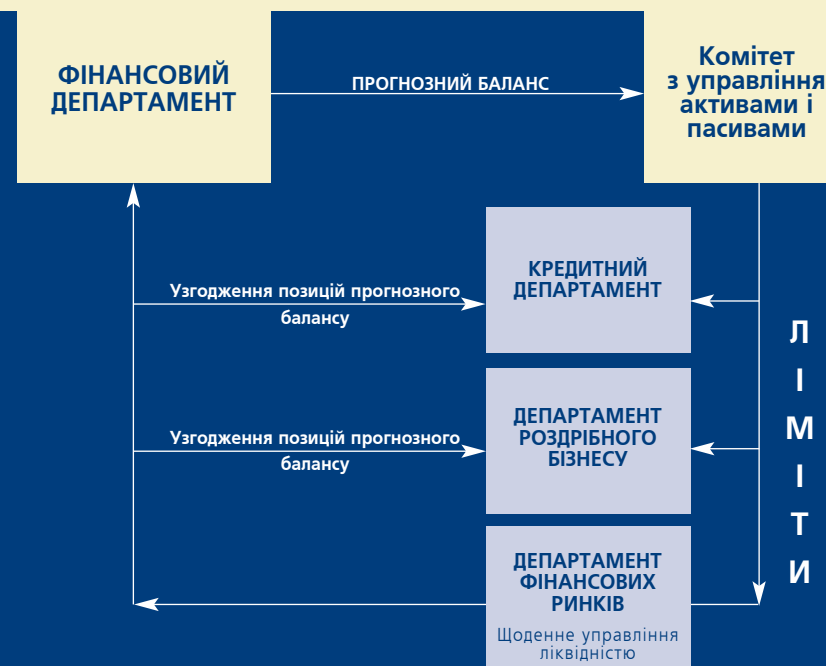 ФІНАНСОВИЙ
ДЕПАРТАМЕНТ
ПРОГНОЗНИЙ БАЛАНС
Комітет
з управління
активами і
пасивами
Узгодження позицій прогнозного
балансу
КРЕДИТНИЙ
ДЕПАРТАМЕНТ
Узгодження позицій прогнозного
балансу
ДЕПАРТАМЕНТ
РОЗДРІБНОГО
БІЗНЕСУ
ДЕПАРТАМЕНТ
ФІНАНСОВИХ
РИНКІВ
Щоденне управління
ліквідністю
Л
І
М
І
Т
И